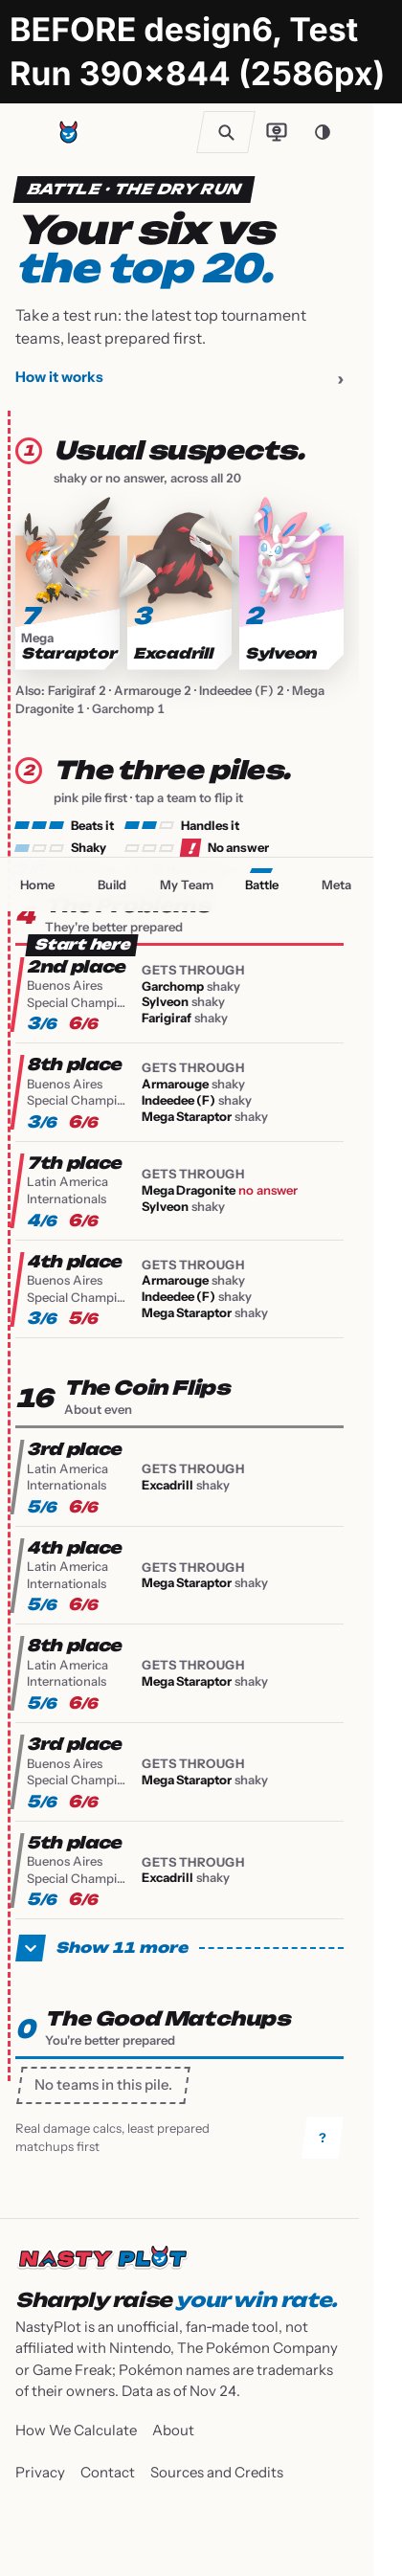 BEFORE design6, Test
Run 390×844 (2586px)
BATTLE · THE DRY RUN
Your six vs
the top 20.
Take a test run: the latest top tournament
teams, least prepared first.
How it works ›
1 Usual suspects.
shaky or no answer, across all 20
7 3 2
Mega
Staraptor Excadrill Sylveon
Also: Farigiraf 2 · Armarouge 2 · Indeedee (F) 2 · Mega
Dragonite 1 · Garchomp 1
2 The three piles.
pink pile first · tap a team to flip it
Beats it Handles it
Shaky ! No answer
Home Build My Team Battle Meta
4
They're better prepared
Start here
2nd place
Buenos Aires
Special Champi...
3/6 6/6
GETS THROUGH
Garchomp shaky
Sylveon shaky
Farigiraf shaky
8th place
Buenos Aires
Special Champi...
3/6 6/6
GETS THROUGH
Armarouge shaky
Indeedee (F) shaky
Mega Staraptor shaky
7th place
Latin America
Internationals
4/6 6/6
GETS THROUGH
Mega Dragonite no answer
Sylveon shaky
4th place
Buenos Aires
Special Champi...
3/6 5/6
GETS THROUGH
Armarouge shaky
Indeedee (F) shaky
Mega Staraptor shaky
16 The Coin Flips
About even
3rd place
Latin America
Internationals
5/6 6/6
GETS THROUGH
Excadrill shaky
4th place
Latin America
Internationals
5/6 6/6
GETS THROUGH
Mega Staraptor shaky
8th place
Latin America
Internationals
5/6 6/6
GETS THROUGH
Mega Staraptor shaky
3rd place
Buenos Aires
Special Champi...
5/6 6/6
GETS THROUGH
Mega Staraptor shaky
5th place
Buenos Aires
Special Champi...
5/6 6/6
GETS THROUGH
Excadrill shaky
Show 11 more
0 The Good Matchups
You're better prepared
No teams in this pile.
Real damage calcs, least prepared
matchups first
?
NASTY PLOT
Sharply raise your win rate.
NastyPlot is an unofficial, fan-made tool, not
affiliated with Nintendo, The Pokémon Company
or Game Freak; Pokémon names are trademarks
of their owners. Data as of Nov 24.
How We Calculate About
Privacy Contact Sources and Credits